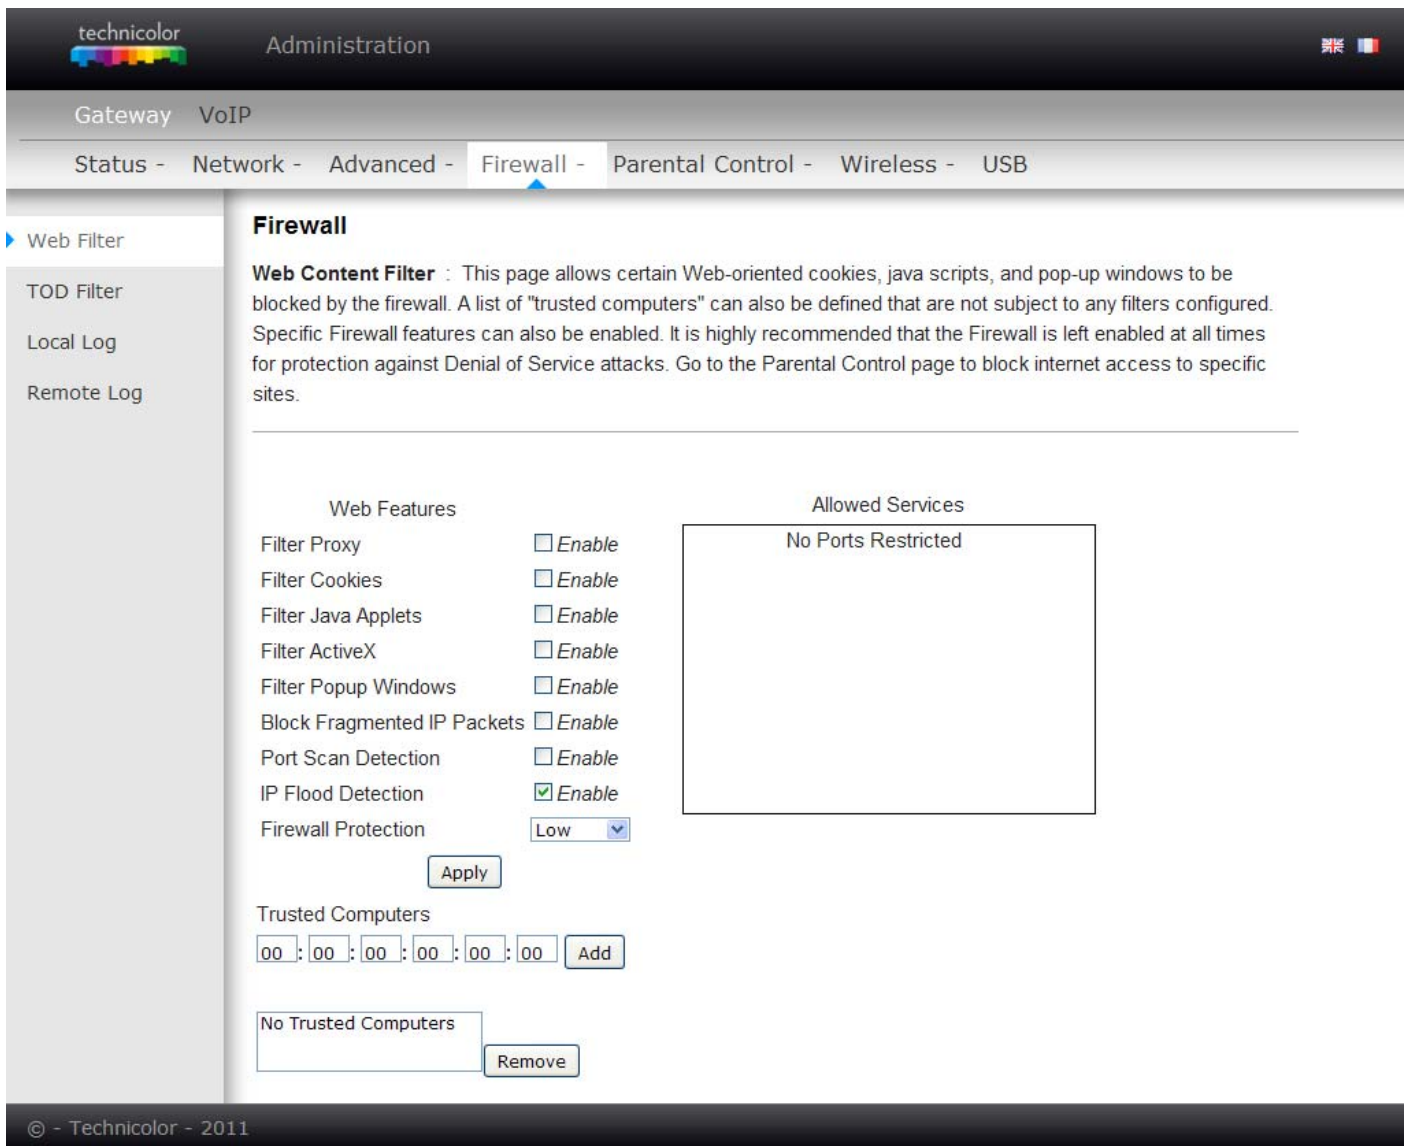 technicolor
Administration
Gateway VoIP
Status - Network - Advanced - Firewall - Parental Control - Wireless - USB
Web Filter
TOD Filter
Local Log
Remote Log
Firewall
Web Content Filter : This page allows certain Web-oriented cookies, java scripts, and pop-up windows to be
blocked by the firewall. A list of "trusted computers" can also be defined that are not subject to any filters configured.
Specific Firewall features can also be enabled. It is highly recommended that the Firewall is left enabled at all times
for protection against Denial of Service attacks. Go to the Parental Control page to block internet access to specific
sites.
Web Features
Filter Proxy Enable
Filter Cookies Enable
Filter Java Applets Enable
Filter ActiveX Enable
Filter Popup Windows Enable
Block Fragmented IP Packets Enable
Port Scan Detection Enable
IP Flood Detection Enable
Firewall Protection Low
Apply
Allowed Services
No Ports Restricted
Trusted Computers
00 : 00 : 00 : 00 : 00 : 00 Add
No Trusted Computers
Remove
© - Technicolor - 2011